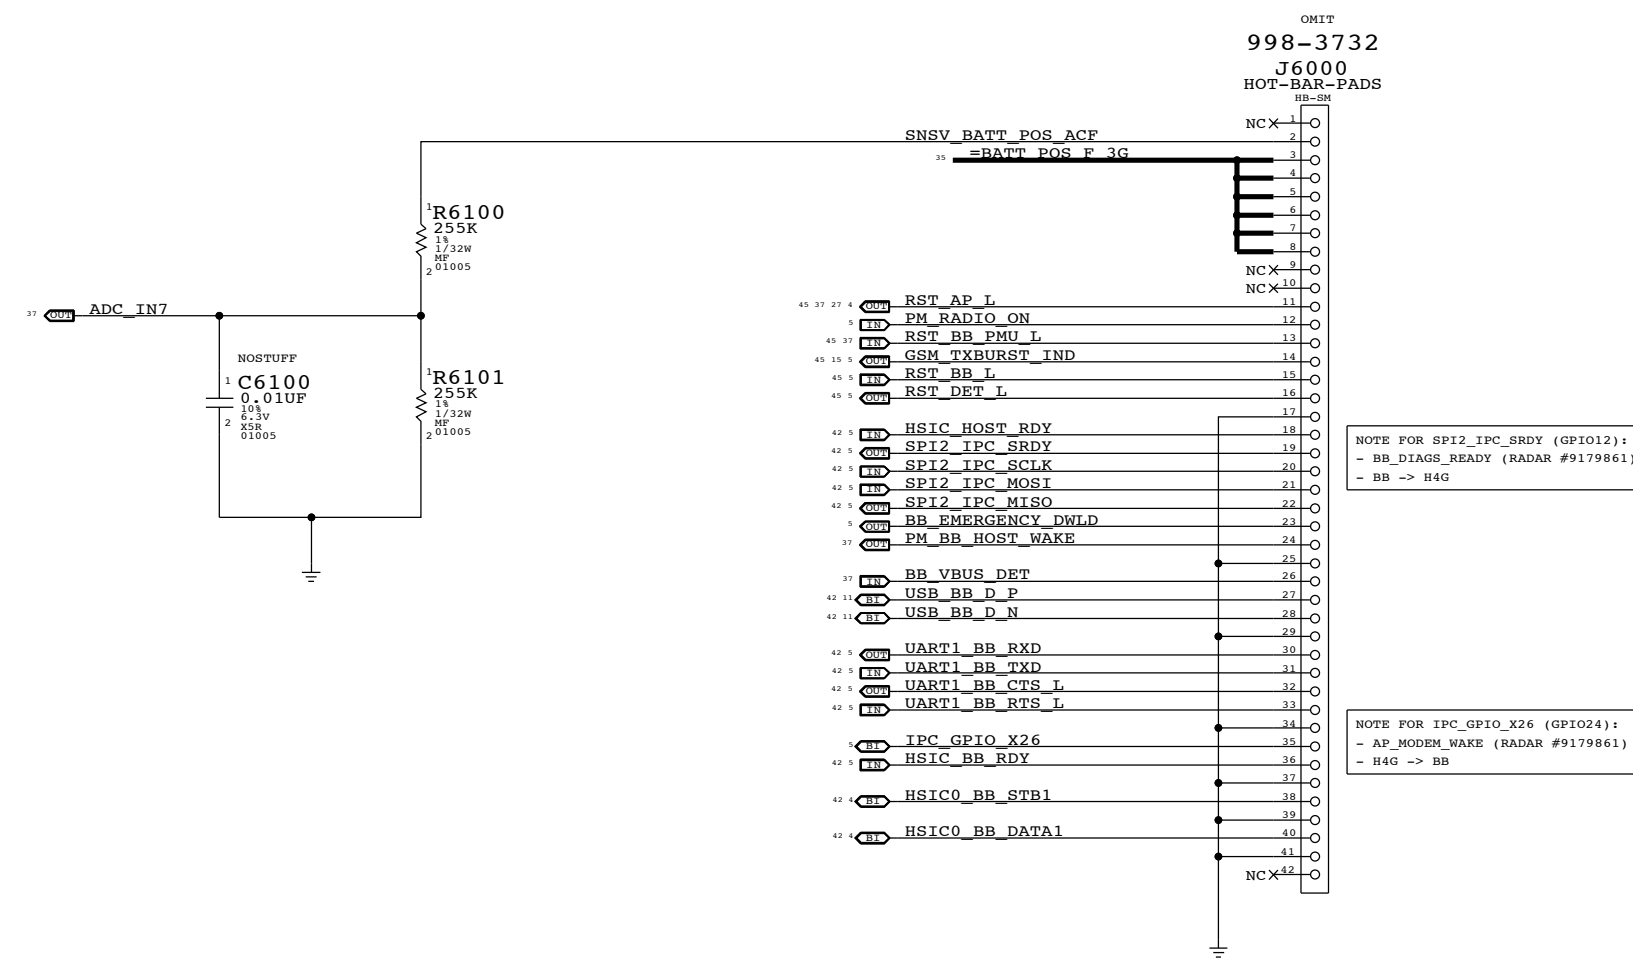 OMIT
998-3732
J6000
HOT-BAR-PADS
HB-SM
NC 1
SNSV_BATT_POS_ACF 2
35 =BATT_POS_F_3G 3
4
5
6
7
8
NC 9
NC 10
45 37 27 4 OUT RST_AP_L 11
5 IN PM_RADIO_ON 12
45 37 IN RST_BB_PMU_L 13
45 15 5 OUT GSM_TXBURST_IND 14
45 5 IN RST_BB_L 15
45 5 OUT RST_DET_L 16
17
42 5 IN HSIC_HOST_RDY 18
42 5 OUT SPI2_IPC_SRDY 19
42 5 IN SPI2_IPC_SCLK 20
42 5 IN SPI2_IPC_MOSI 21
42 5 OUT SPI2_IPC_MISO 22
5 OUT BB_EMERGENCY_DWLD 23
37 OUT PM_BB_HOST_WAKE 24
25
37 IN BB_VBUS_DET 26
42 11 BI USB_BB_D_P 27
42 11 BI USB_BB_D_N 28
29
42 5 OUT UART1_BB_RXD 30
42 5 IN UART1_BB_TXD 31
42 5 OUT UART1_BB_CTS_L 32
42 5 IN UART1_BB_RTS_L 33
34
5 BI IPC_GPIO_X26 35
42 5 IN HSIC_BB_RDY 36
37
42 4 BI HSIC0_BB_STB1 38
39
42 4 BI HSIC0_BB_DATA1 40
41
NC 42
1 R6100
255K
1%
1/32W
MF
2 01005
37 OUT ADC_IN7
NOSTUFF
1 C6100
0.01UF
10%
6.3V
2 X5R
01005
1 R6101
255K
1%
1/32W
MF
2 01005
NOTE FOR SPI2_IPC_SRDY (GPIO12):
- BB_DIAGS_READY (RADAR #9179861)
- BB -> H4G
NOTE FOR IPC_GPIO_X26 (GPIO24):
- AP_MODEM_WAKE (RADAR #9179861)
- H4G -> BB